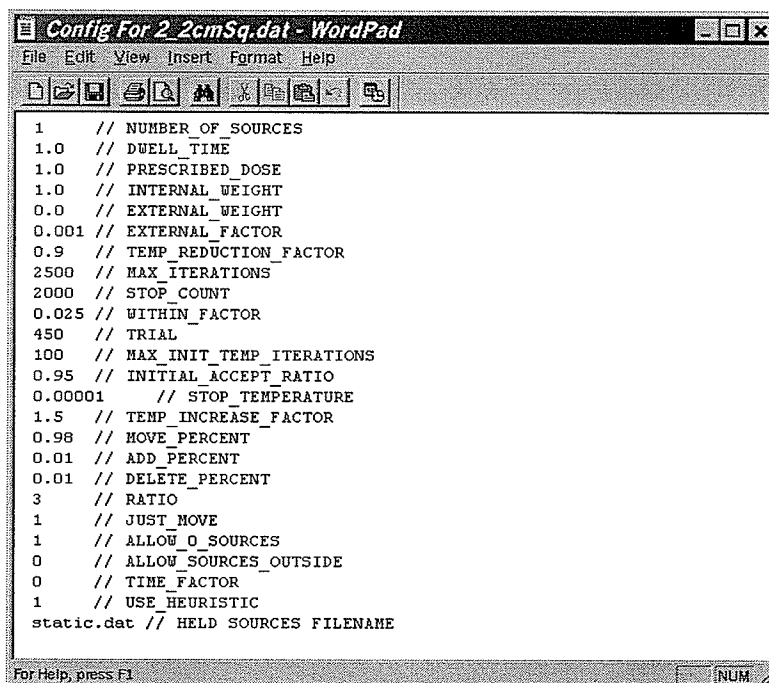 Config For 2_2cmSq.dat - WordPad
File Edit View Insert Format Help
1 // NUMBER_OF_SOURCES
1.0 // DWELL_TIME
1.0 // PRESCRIBED_DOSE
1.0 // INTERNAL_WEIGHT
0.0 // EXTERNAL_WEIGHT
0.001 // EXTERNAL_FACTOR
0.9 // TEMP_REDUCTION_FACTOR
2500 // MAX_ITERATIONS
2000 // STOP_COUNT
0.025 // WITHIN_FACTOR
450 // TRIAL
100 // MAX_INIT_TEMP_ITERATIONS
0.95 // INITIAL_ACCEPT_RATIO
0.00001 // STOP_TEMPERATURE
1.5 // TEMP_INCREASE_FACTOR
0.98 // MOVE_PERCENT
0.01 // ADD_PERCENT
0.01 // DELETE_PERCENT
3 // RATIO
1 // JUST_MOVE
1 // ALLOW_0_SOURCES
0 // ALLOW_SOURCES_OUTSIDE
0 // TIME_FACTOR
1 // USE_HEURISTIC
static.dat // HELD SOURCES FILENAME
For Help, press F1 NUM